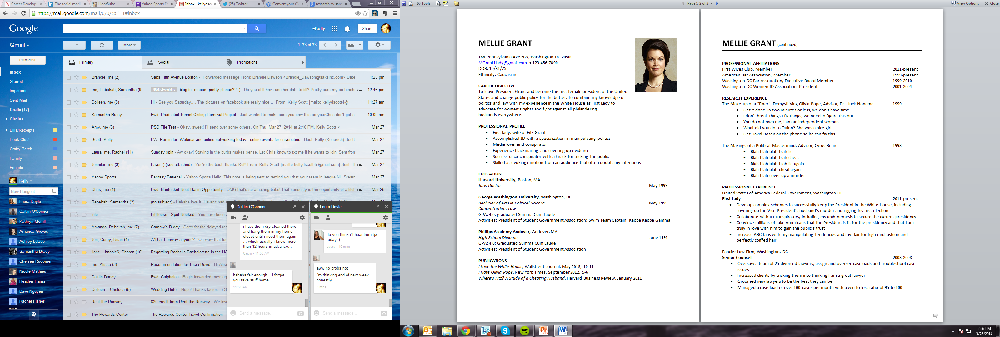 Career Develop
The social medi
HootSuite
Yahoo Sports Fa
Inbox - kellydsc
(25) Twitter
Convert your CV
research cv sam
https://mail.google.com/mail/u/0/?pli=1#inbox
Google
+Kelly
Share
Gmail
More
1–33 of 33
COMPOSE
Primary
Social
Promotions
+
Inbox
Starred
Important
Sent Mail
Drafts (17)
Circles
Bills/Receipts
Book Club!
Crafty Betch
Family
Friends
Kelly
New Hangout
Laura Doyle
Caitlin O'Connor
Kathryn Merrill
Amanda Groves
Ashley LoBue
Samantha Bracy
Chelsea Rudomen
Nicole Mathieu
Heather Harris
Dave Nguyen
Rachel Fisher
Brandie, me (2) Saks Fifth Avenue Boston - Forwarded message From: Brandie Dawson <Brandie_Dawson@saksinc.com> Date 1:25 pm
me, Rebekah, Samantha (9) NU/Networking blog for meeee- pretty please?? :) - Do you still have another date to fill? Pretty sure my co-teach 12:46 pm
Colleen, me (5) Hi - See you Saturday.... The pictures on facebook are really nice.... From: Kelly Scott [mailto:kellydscott4@ 11:27 am
Samantha Bracy Fwd: Prudential Tunnel Ceiling Removal Project - Just wanted to make sure you saw this so you/Chris don't get s 10:09 am
Amy, me (3) PSD File Test - Okay, sweet! I'll send over some others. On Thu, Mar 27, 2014 at 2:40 PM, Kelly Scott < Mar 27
Scott, Kelly FW: Reminder: Webinar and online networking today - online events for universities - Best, Kelly (Konevich) Scott Mar 27
Laura, me, Rachel (11) Sunday spin - Aw okay! Staying in the burbs makes sense. Let Chris know to txt me if he wants to join! Sent fron Mar 27
Jennifer, me (3) Favor :) (see attached) - You're the best, thanks Kel!! From: Kelly Scott [mailto:kellydscott4@gmail.com] Sent: T Mar 27
Yahoo Sports Fantasy Baseball - Yahoo Sports Hello, This note is being sent to remind you that your team in league NU Stearr Mar 27
Chris, me (4) Fwd: Nantucket Boat Basin Opportunity - OMG that's so amazing babe! That seriously is the opportunity of a lifet Mar 25
Rebekah, Samantha (2) (no subject) - Hahaha love it. Haven't had a
info FitHouse - Spot Booked - You have been a
Amanda, Rebekah, me (7) Sammy's B-day - Sorry for the delayed res
Jen, Corey, Brian (4) ZZB at Fenway anyone? - Oh wow that loc
Jane .. hnoble6, Sharon (16) Regarding Rachel's Bachelorette in the HA
me, Alissa (3) Recommendation for Tricia Dowd - Hi Aliss
Caitlin Dacey Fwd: Calphalon - Begin forwarded messag
Colleen .. Chelsea (5) Wedding Hotel - Nope! Thanks ladies :-) S
Rent the Runway $20 credit from Rent the Runway - We love
The Rewards Center The Rewards Center Travel Confirmation -
Caitlin O'Connor
i have them dry cleaned there
and hang them in my home
closet until i need them again
... which usually i know more
than 12 hours in advance...
Caitlin • 11:50 AM
hahaha fair enough... I forgot
you take stuff home
11:51 AM
Send a message...
Laura Doyle
do you think i'll hear from tjx
today :(
Laura • 49 mins
aww no probs not
I'm thinking end of next week
honestly
3 mins
Send a message...
Tools
Page 1-2 of 3
View Options
Close
MELLIE GRANT
166 Pennsylvania Ave NW, Washington DC 20500
MGrant1lady@gmail.com • 123-456-7890
DOB: 10/31/75
Ethnicity: Caucasian
CAREER OBJECTIVE
To leave President Grant and become the first female president of the United
States and change public policy for the better. To combine my knowledge of
politics and law with my experience in the White House as First Lady to
advocate for women's rights and fight against all philandering
husbands everywhere.
PROFESSIONAL PROFILE
• First lady, wife of Fitz Grant
• Accomplished JD with a specialization in manipulating politics
• Media lover and conspirator
• Experience blackmailing and covering up evidence
• Successful co-conspirator with a knack for tricking the public
• Skilled at evoking emotion from an audience that often doubts my intentions
EDUCATION
Harvard University, Boston, MA
Juris Doctor May 1999
George Washington University, Washington, DC
Bachelor of Arts in Political Science May 1995
Concentration: Law
GPA: 4.0; graduated Summa Cum Laude
Activities: President of Student Government Association; Swim Team Captain; Kappa Kappa Gamma
Phillips Academy Andover, Andover, MA
High School Diploma June 1991
GPA: 4.0; Graduated Summa Cum Laude
Activities: President of Student Government Association
PUBLICATIONS
I Love the White House, Wallstreet Journal, May 2013, 10-11
I Hate Olivia Pope, New York Times, September 2012, 5-6
Where's Fitz? A Study of a Cheating Husband, Harvard Business Review, January 2011
MELLIE GRANT (continued)
PROFESSIONAL AFFILIATIONS
First Wives Club, Member 2011-present
American Bar Association, Member 1999-present
Washington DC Bar Association, Executive Board Member 1999-2010
Washington DC Women JD Association, President 2001-2004
RESEARCH EXPERIENCE
The Make-up of a "Fixer"- Demystifying Olivia Pope, Advisor, Dr. Huck Noname 1999
• Get it done- in two minutes or less, we don't have time
• I don't break things I fix things, we need to figure this out
• You do not own me, I am an independent woman
• What did you do to Quinn? She was a nice girl
• Get David Rosen on the phone so he can fix this
The Makings of a Political Mastermind, Advisor, Cyrus Bean 1998
• Blah blah blah blah lie
• Blah blah blah blah cheat
• Blah blah blah blah lie again
• Blah blah blah cheat again
• Blah blah cover up a murder
PROFESSIONAL EXPERIENCE
United States of America Federal Government, Washington DC
First Lady 2011-present
• Develop complex schemes to successfully keep the President in the White House, including
covering up the Vice President's husband's murder and rigging his first election
• Collaborate with co-conspirators, including my arch nemesis to secure the current presidency
• Convince millions of fake Americans that the President is fit for the presidency and that I am
truly in love with him to gain the public's trust
• Increase ABC fans with my manipulating tendencies and my flair for high end fashion and
perfectly coiffed hair
Fancier Law Firm, Washington, DC
Senior Counsel 2003-2008
• Oversaw a team of 25 divorced lawyers; assign and oversee caseloads and troubleshoot case
issues
• Increased clients by tricking them into thinking I am a great lawyer
• Groomed new lawyers to be the best they can be
• Managed a case load of over 100 cases per month with a win to loss ratio of 95 to 100
2:26 PM
3/28/2014